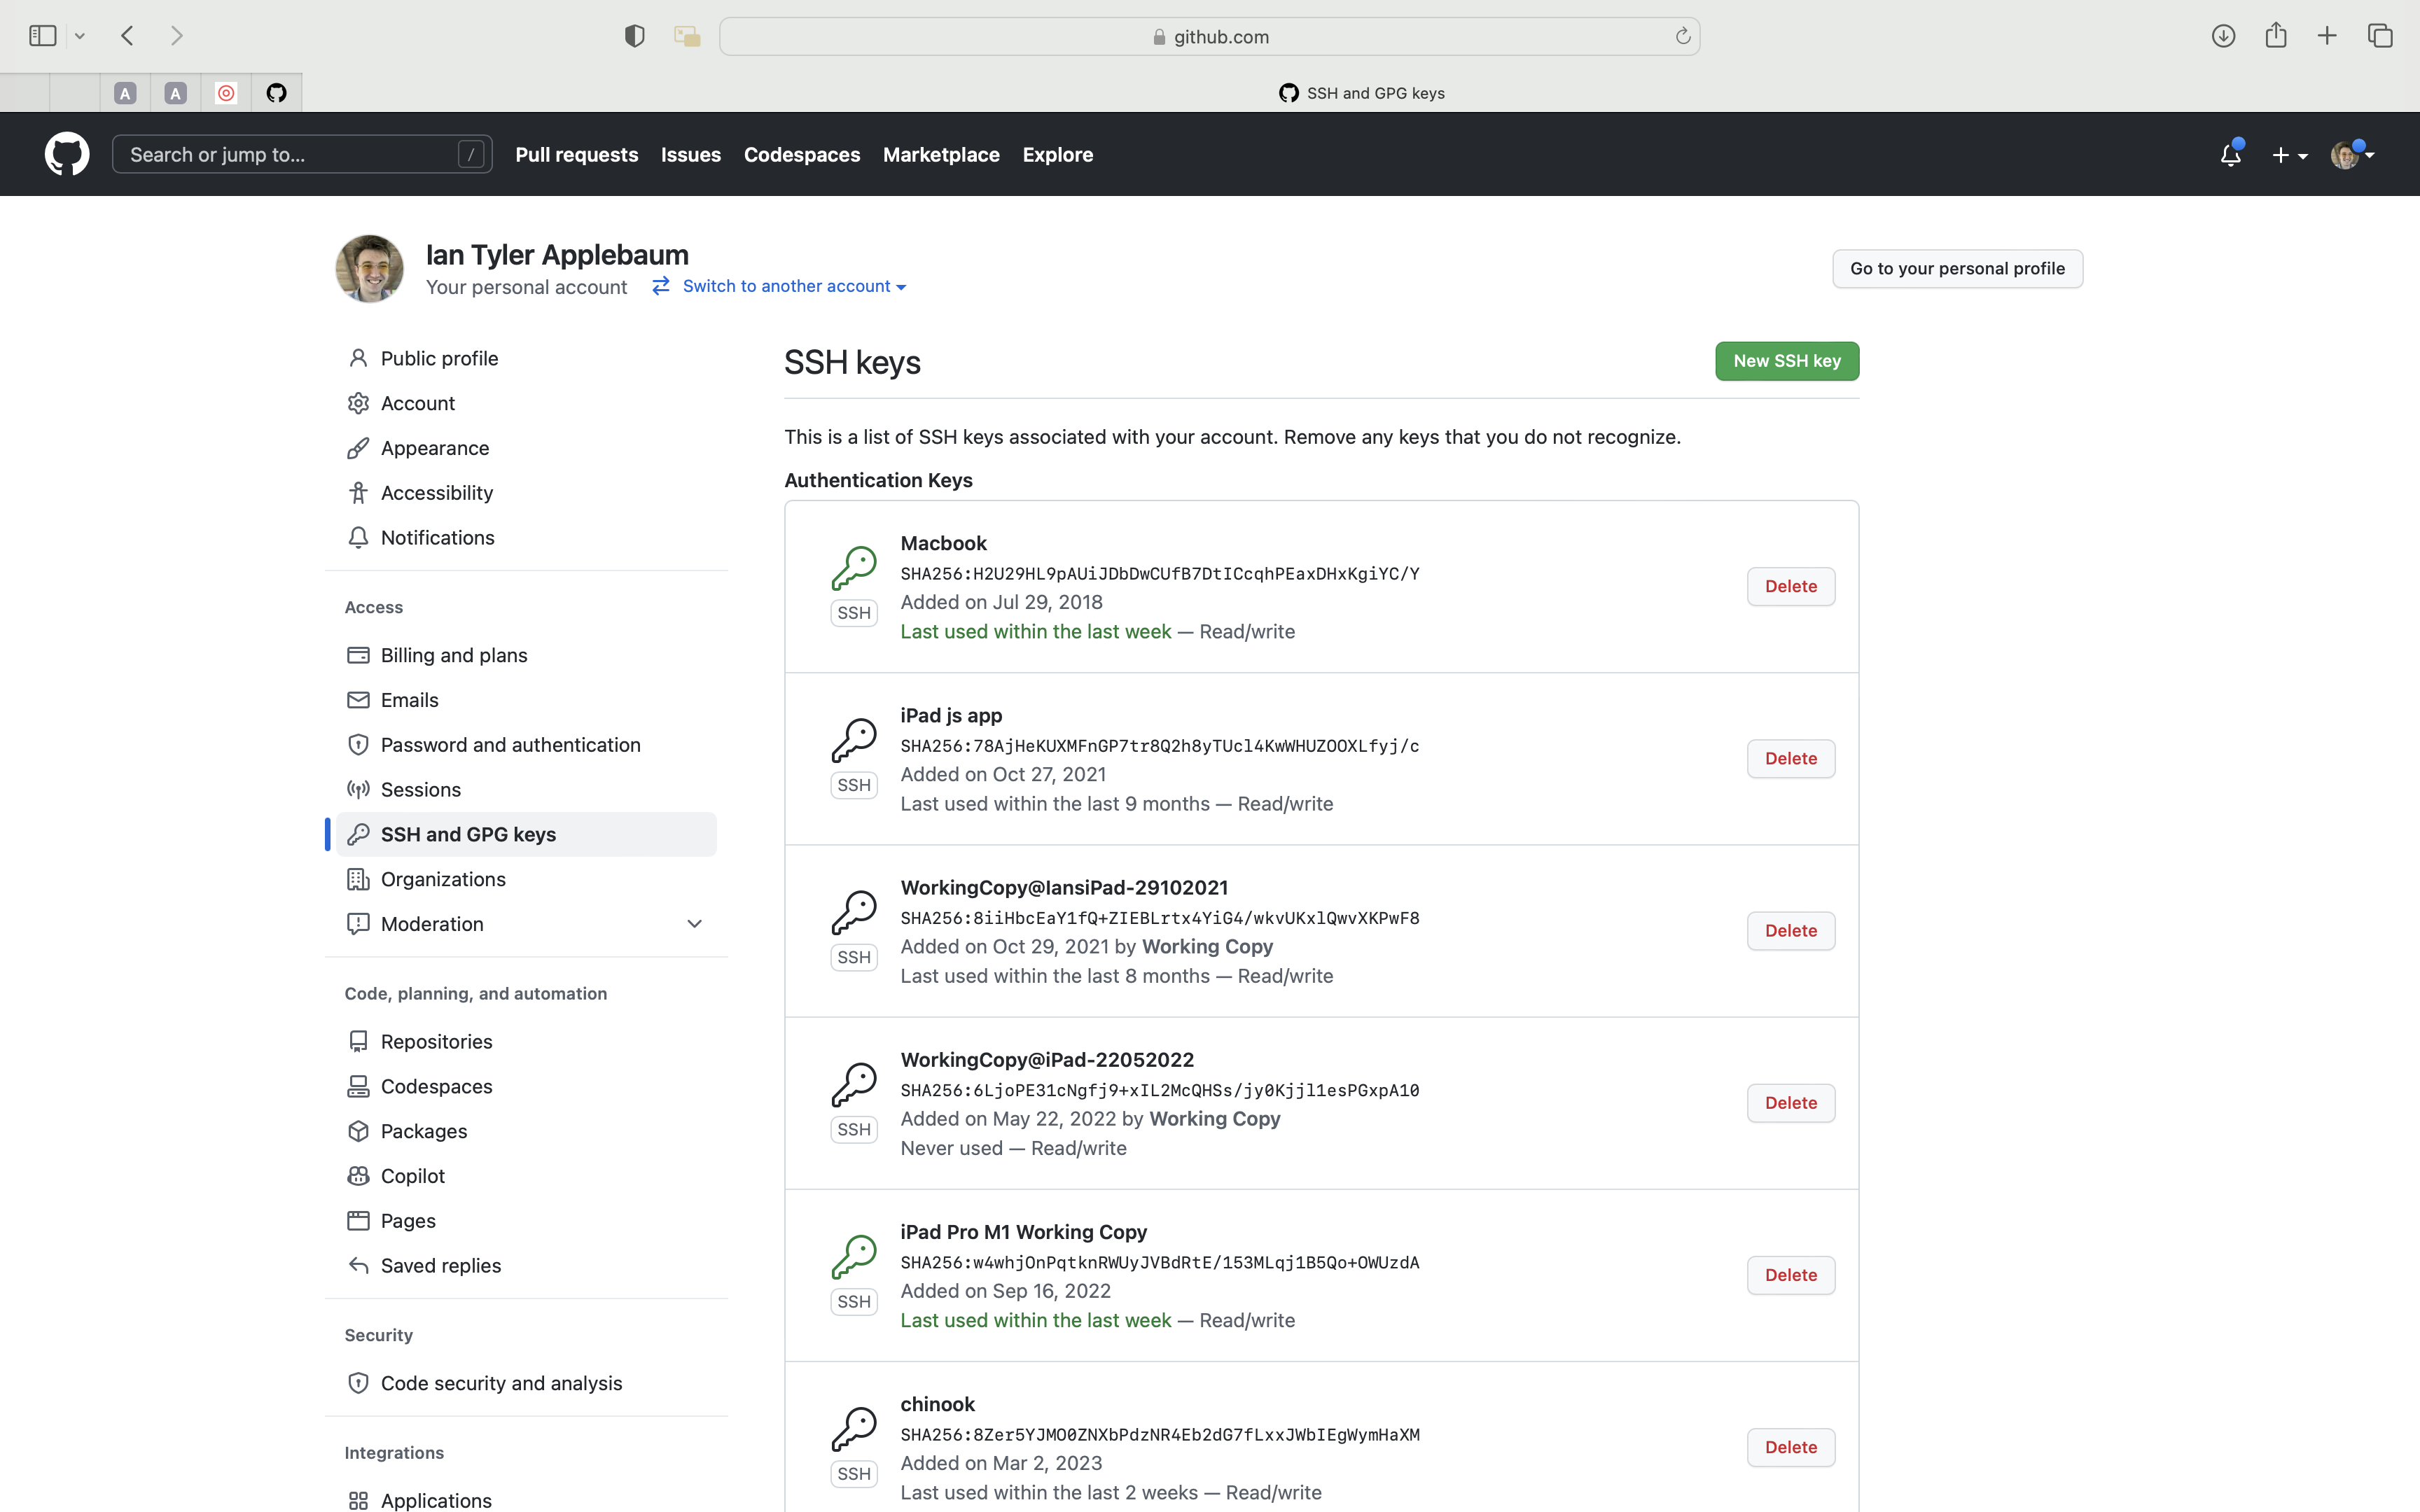 github.com
A
A
SSH and GPG keys
Search or jump to...
/
Pull requests
Issues
Codespaces
Marketplace
Explore
Ian Tyler Applebaum
Your personal account
Switch to another account
Go to your personal profile
Public profile
Account
Appearance
Accessibility
Notifications
Access
Billing and plans
Emails
Password and authentication
Sessions
SSH and GPG keys
Organizations
Moderation
Code, planning, and automation
Repositories
Codespaces
Packages
Copilot
Pages
Saved replies
Security
Code security and analysis
Integrations
Applications
SSH keys
New SSH key
This is a list of SSH keys associated with your account. Remove any keys that you do not recognize.
Authentication Keys
Macbook
SHA256:H2U29HL9pAUiJDbDwCUfB7DtICcqhPEaxDHxKgiYC/Y
Added on Jul 29, 2018
Last used within the last week — Read/write
SSH
Delete
iPad js app
SHA256:78AjHeKUXMFnGP7tr8Q2h8yTUcl4KwWHUZOOXLfyj/c
Added on Oct 27, 2021
Last used within the last 9 months — Read/write
SSH
Delete
WorkingCopy@IansiPad-29102021
SHA256:8iiHbcEaY1fQ+ZIEBLrtx4YiG4/wkvUKxlQwvXKPwF8
Added on Oct 29, 2021 by Working Copy
Last used within the last 8 months — Read/write
SSH
Delete
WorkingCopy@iPad-22052022
SHA256:6LjoPE31cNgfj9+xIL2McQHSs/jy0Kjjl1esPGxpA10
Added on May 22, 2022 by Working Copy
Never used — Read/write
SSH
Delete
iPad Pro M1 Working Copy
SHA256:w4whjOnPqtknRWUyJVBdRtE/153MLqj1B5Qo+OWUzdA
Added on Sep 16, 2022
Last used within the last week — Read/write
SSH
Delete
chinook
SHA256:8Zer5YJMO0ZNXbPdzNR4Eb2dG7fLxxJWbIEgWymHaXM
Added on Mar 2, 2023
Last used within the last 2 weeks — Read/write
SSH
Delete